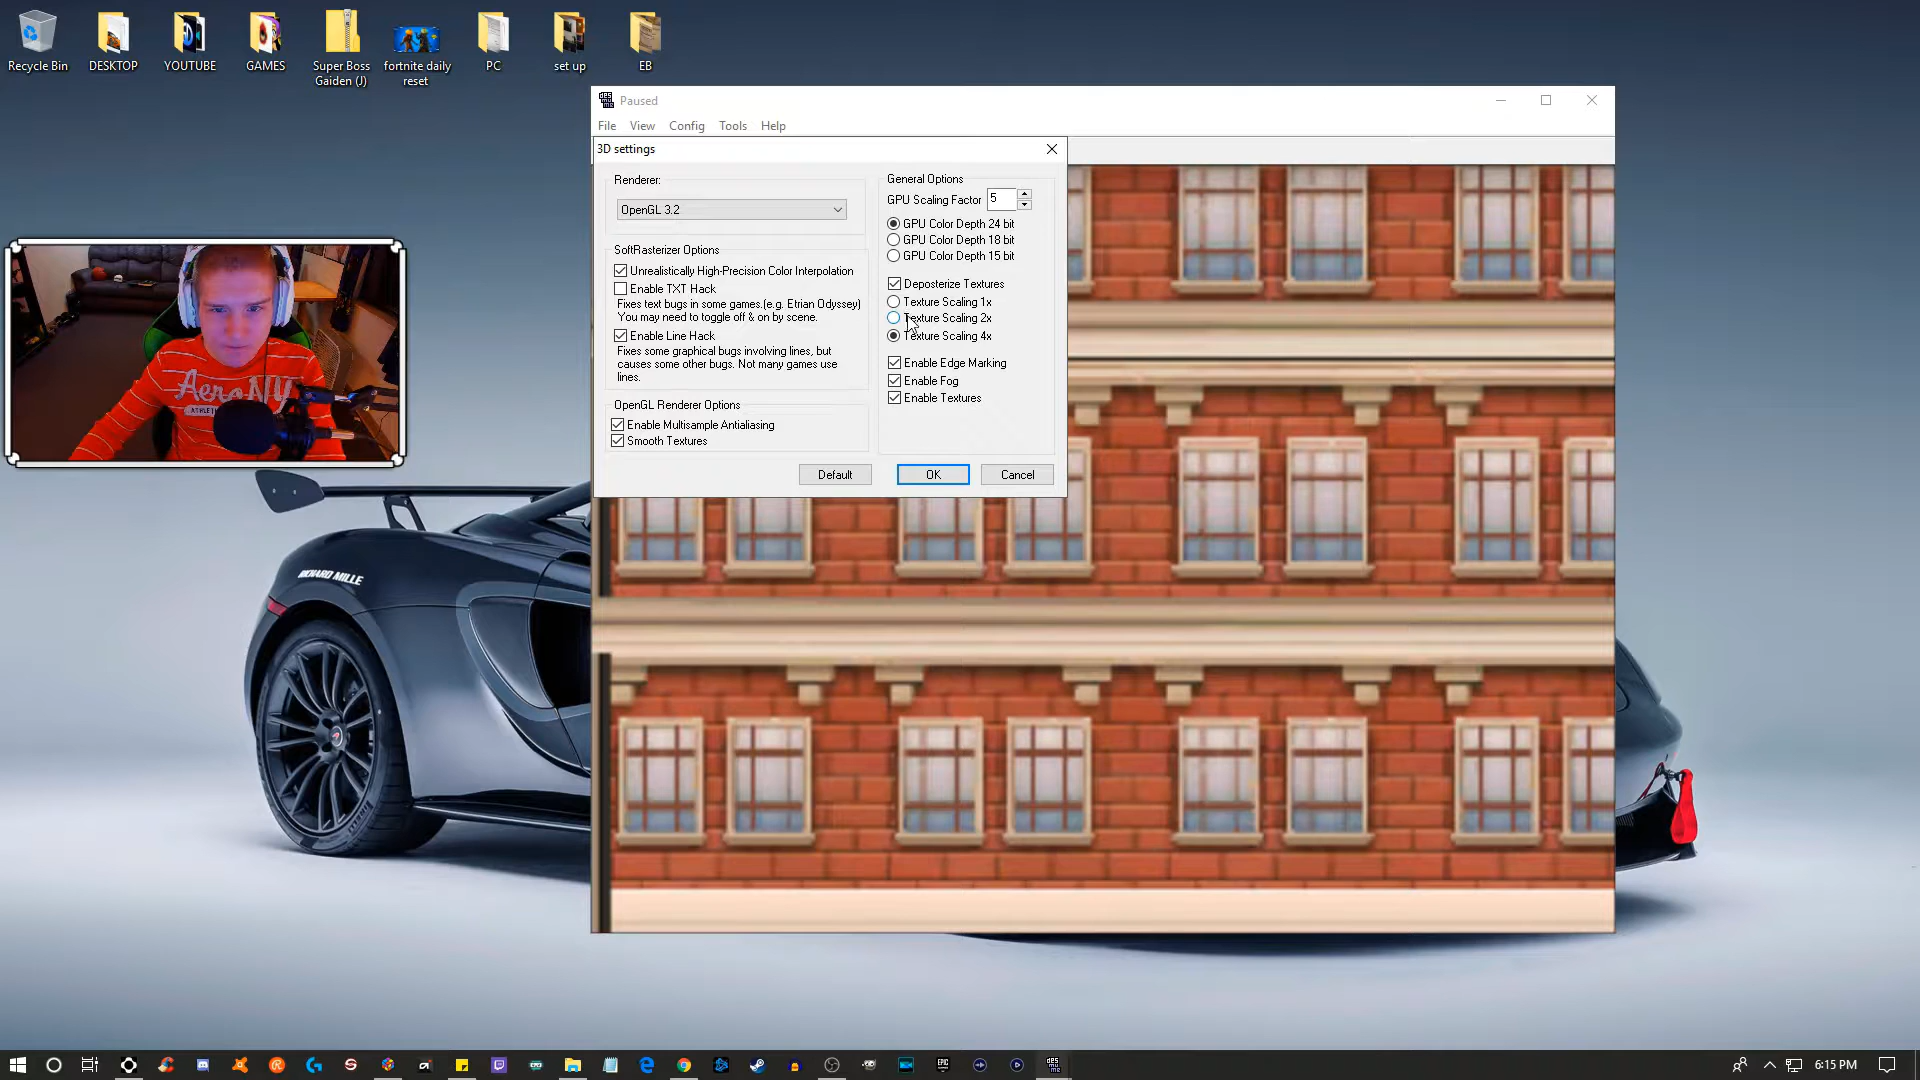 Recycle Bin
DESKTOP
YOUTUBE
GAMES
Super Boss
Gaiden (J)
fortnite daily
reset
PC
set up
EB
Paused
File
View
Config
Tools
Help
3D settings
Renderer:
OpenGL 3.2
SoftRasterizer Options
Unrealistically High-Precision Color Interpolation
Enable TXT Hack
Fixes text bugs in some games.(e.g. Etrian Odyssey)
You may need to toggle off & on by scene.
Enable Line Hack
Fixes some graphical bugs involving lines, but
causes some other bugs. Not many games use
lines.
OpenGL Renderer Options
Enable Multisample Antialiasing
Smooth Textures
General Options
GPU Scaling Factor 5
GPU Color Depth 24 bit
GPU Color Depth 18 bit
GPU Color Depth 15 bit
Deposterize Textures
Texture Scaling 1x
Texture Scaling 2x
Texture Scaling 4x
Enable Edge Marking
Enable Fog
Enable Textures
Default
OK
Cancel
AeroNY
RICHARD MILLE
EPIC
6:15 PM